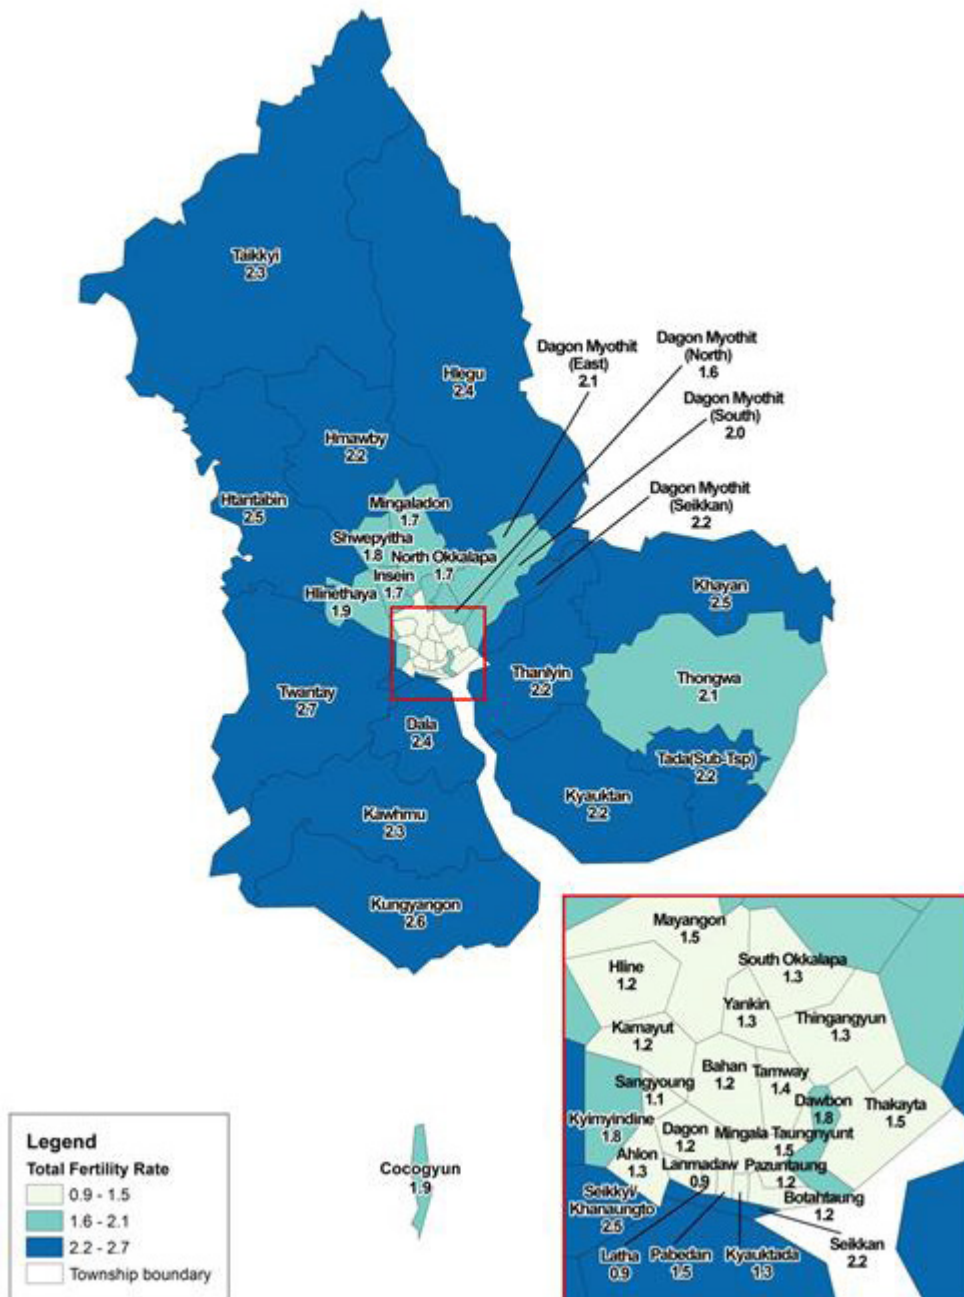 Taikkyi
2.3
Hlegu
2.4
Dagon Myothit
(East)
2.1
Dagon Myothit
(North)
1.6
Dagon Myothit
(South)
2.0
Dagon Myothit
(Seikkan)
2.2
Hmawby
2.2
Htantabin
2.5
Mingaladon
1.7
Shwepyitha
1.8
North Okkalapa
1.7
Insein
1.7
Hlinethaya
1.9
Khayan
2.5
Thongwa
2.1
Thanlyin
2.2
Twantay
2.7
Dala
2.4
Tada(Sub-Tsp)
2.2
Kyauktan
2.2
Kawhmu
2.3
Kungyangon
2.6
Mayangon
1.5
South Okkalapa
1.3
Hline
1.2
Yankin
1.3
Thingangyun
1.3
Kamayut
1.2
Bahan
1.2
Tamway
1.4
Sangyoung
1.1
Dawbon
1.8
Thakayta
1.5
Kyimyindine
1.8
Dagon
1.2
Mingala Taungnyunt
1.5
Ahlon
1.3
Lanmadaw
0.9
Pazuntaung
1.2
Seikkyi/
Khanaungto
2.5
Botahtaung
1.2
Latha
0.9
Pabedan
1.5
Kyauktada
1.3
Seikkan
2.2
Cocogyun
1.9
Legend
Total Fertility Rate
0.9 - 1.5
1.6 - 2.1
2.2 - 2.7
Township boundary